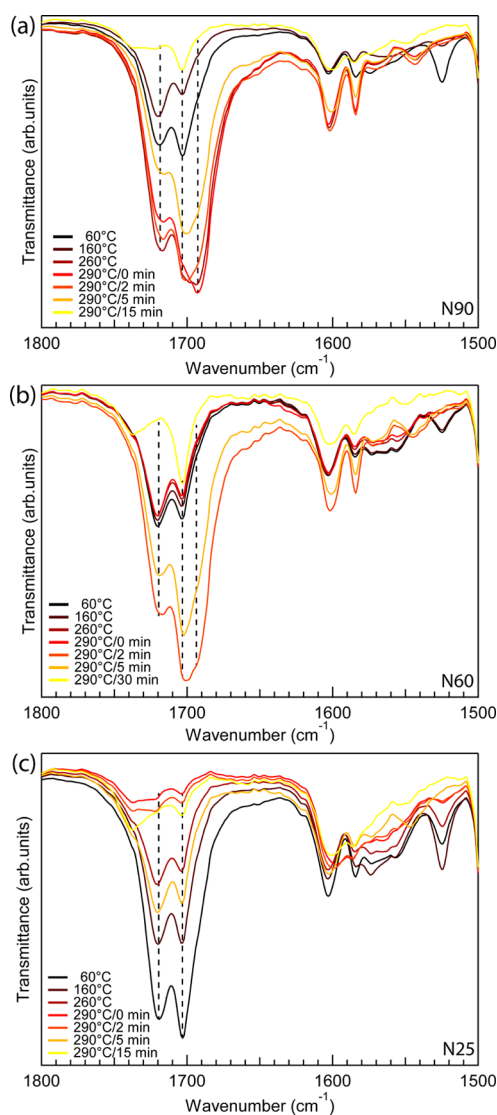 (a)
Transmittance (arb.units)
60°C
160°C
260°C
290°C/0 min
290°C/2 min
290°C/5 min
290°C/15 min
N90
1800 1700 1600 1500
Wavenumber (cm⁻¹)
(b)
Transmittance (arb.units)
60°C
160°C
260°C
290°C/0 min
290°C/2 min
290°C/5 min
290°C/30 min
N60
1800 1700 1600 1500
Wavenumber (cm⁻¹)
(c)
Transmittance (arb.units)
60°C
160°C
260°C
290°C/0 min
290°C/2 min
290°C/5 min
290°C/15 min
N25
1800 1700 1600 1500
Wavenumber (cm⁻¹)